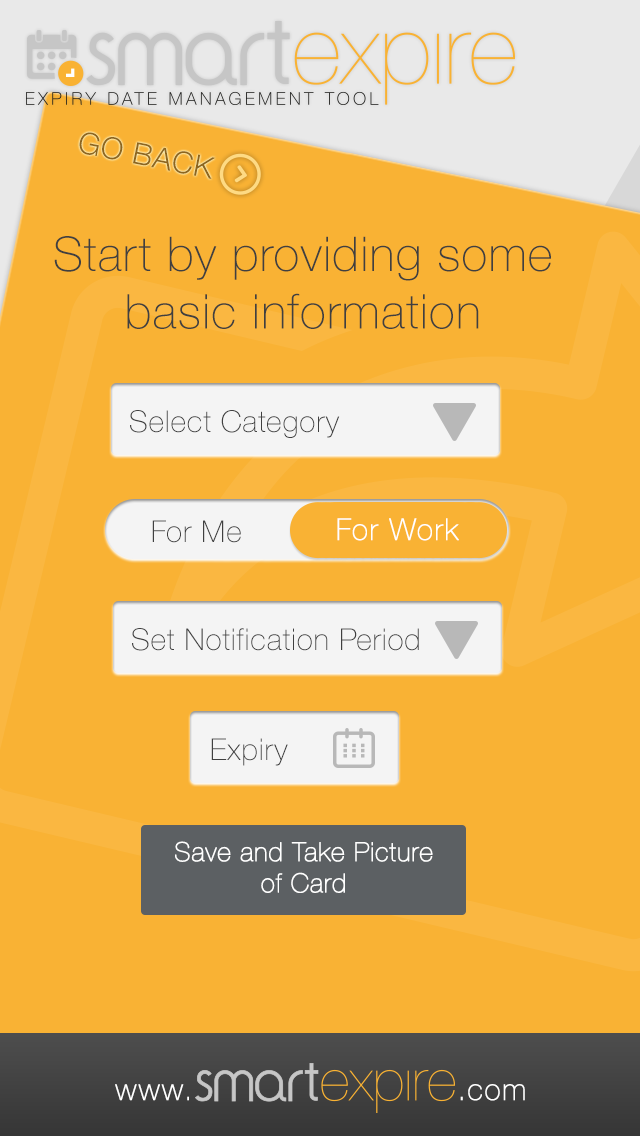 smartexpire
EXPIRY DATE MANAGEMENT TOOL
GO BACK
Start by providing some
basic information
Select Category
For Me
For Work
Set Notification Period
Expiry
Save and Take Picture
of Card
www.smartexpire.com